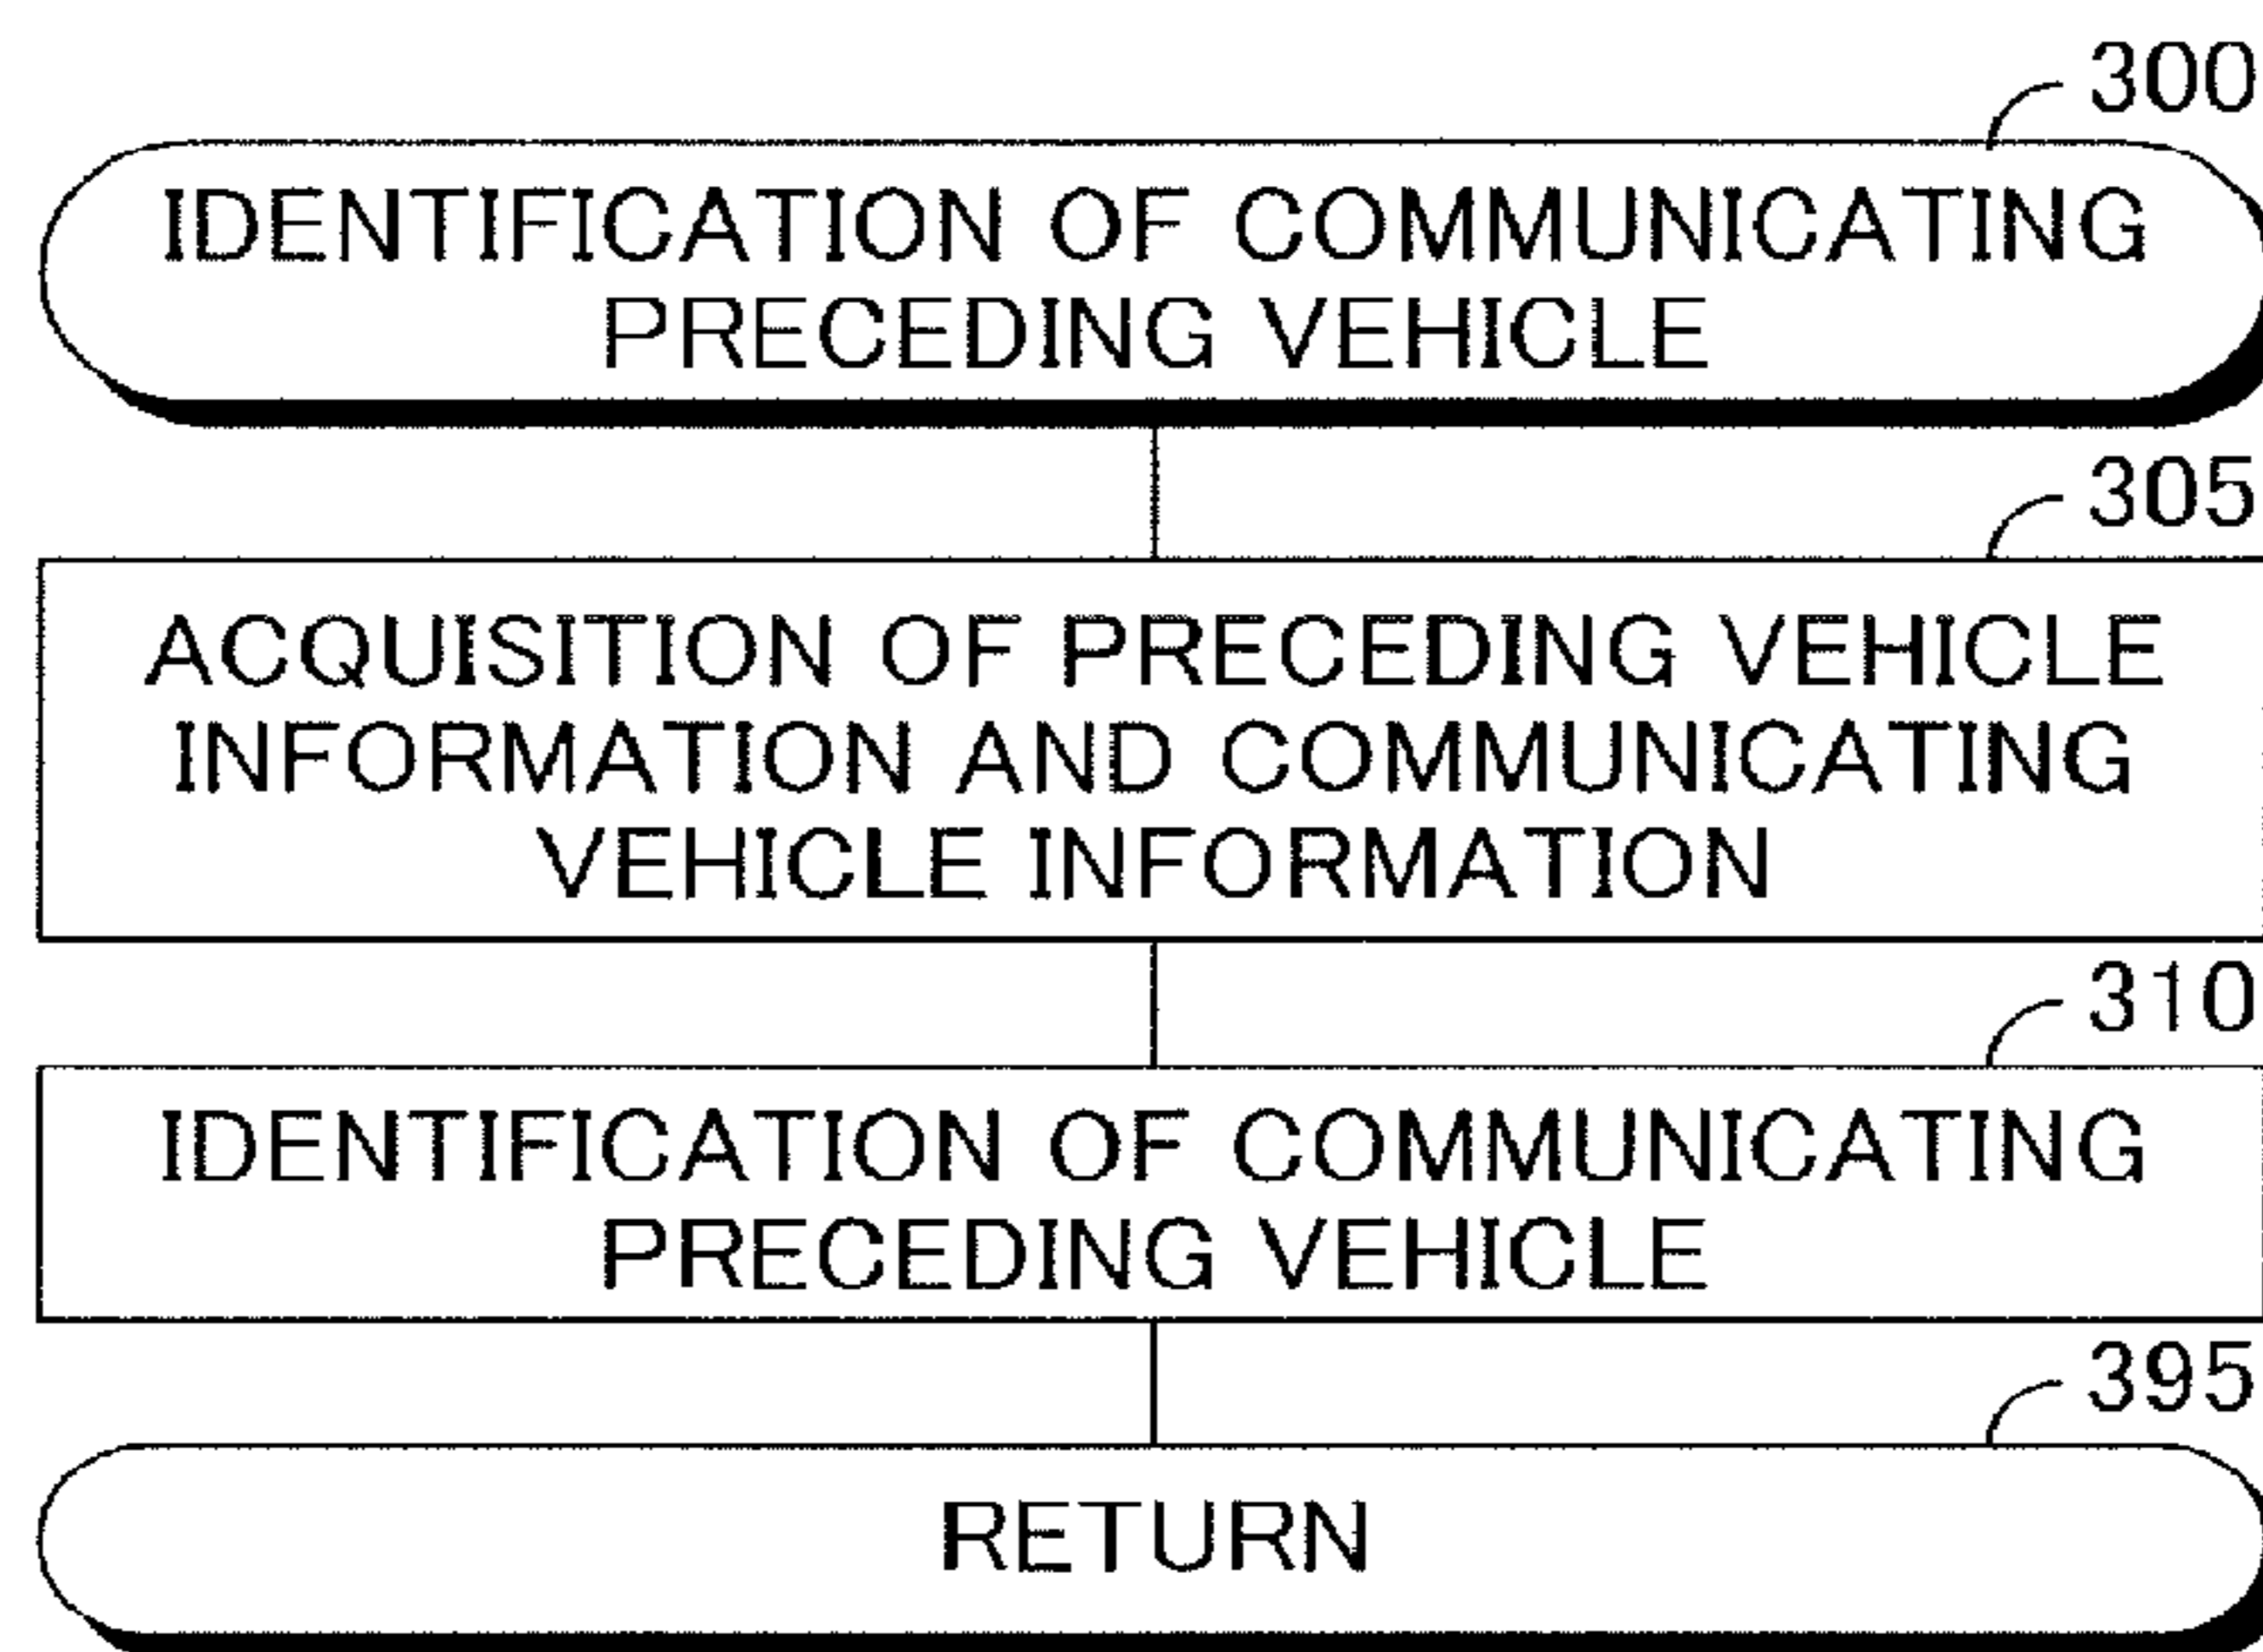 300
IDENTIFICATION OF COMMUNICATING
PRECEDING VEHICLE
305
ACQUISITION OF PRECEDING VEHICLE
INFORMATION AND COMMUNICATING
VEHICLE INFORMATION
310
IDENTIFICATION OF COMMUNICATING
PRECEDING VEHICLE
395
RETURN